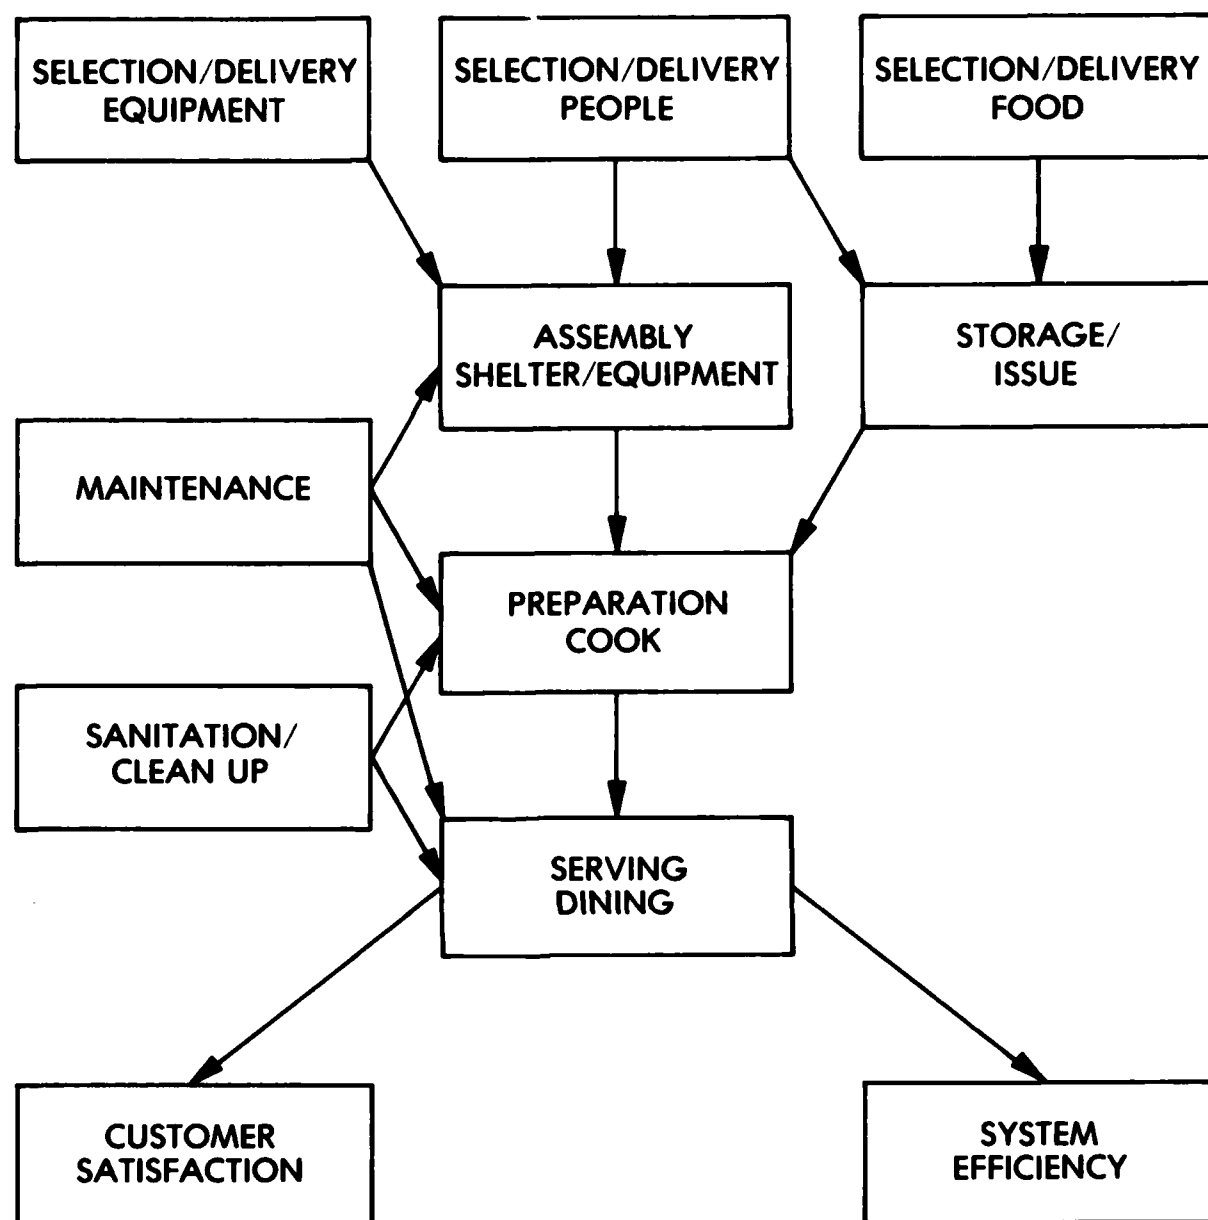 SELECTION/DELIVERY
EQUIPMENT
SELECTION/DELIVERY
PEOPLE
SELECTION/DELIVERY
FOOD
ASSEMBLY
SHELTER/EQUIPMENT
STORAGE/
ISSUE
MAINTENANCE
PREPARATION
COOK
SANITATION/
CLEAN UP
SERVING
DINING
CUSTOMER
SATISFACTION
SYSTEM
EFFICIENCY